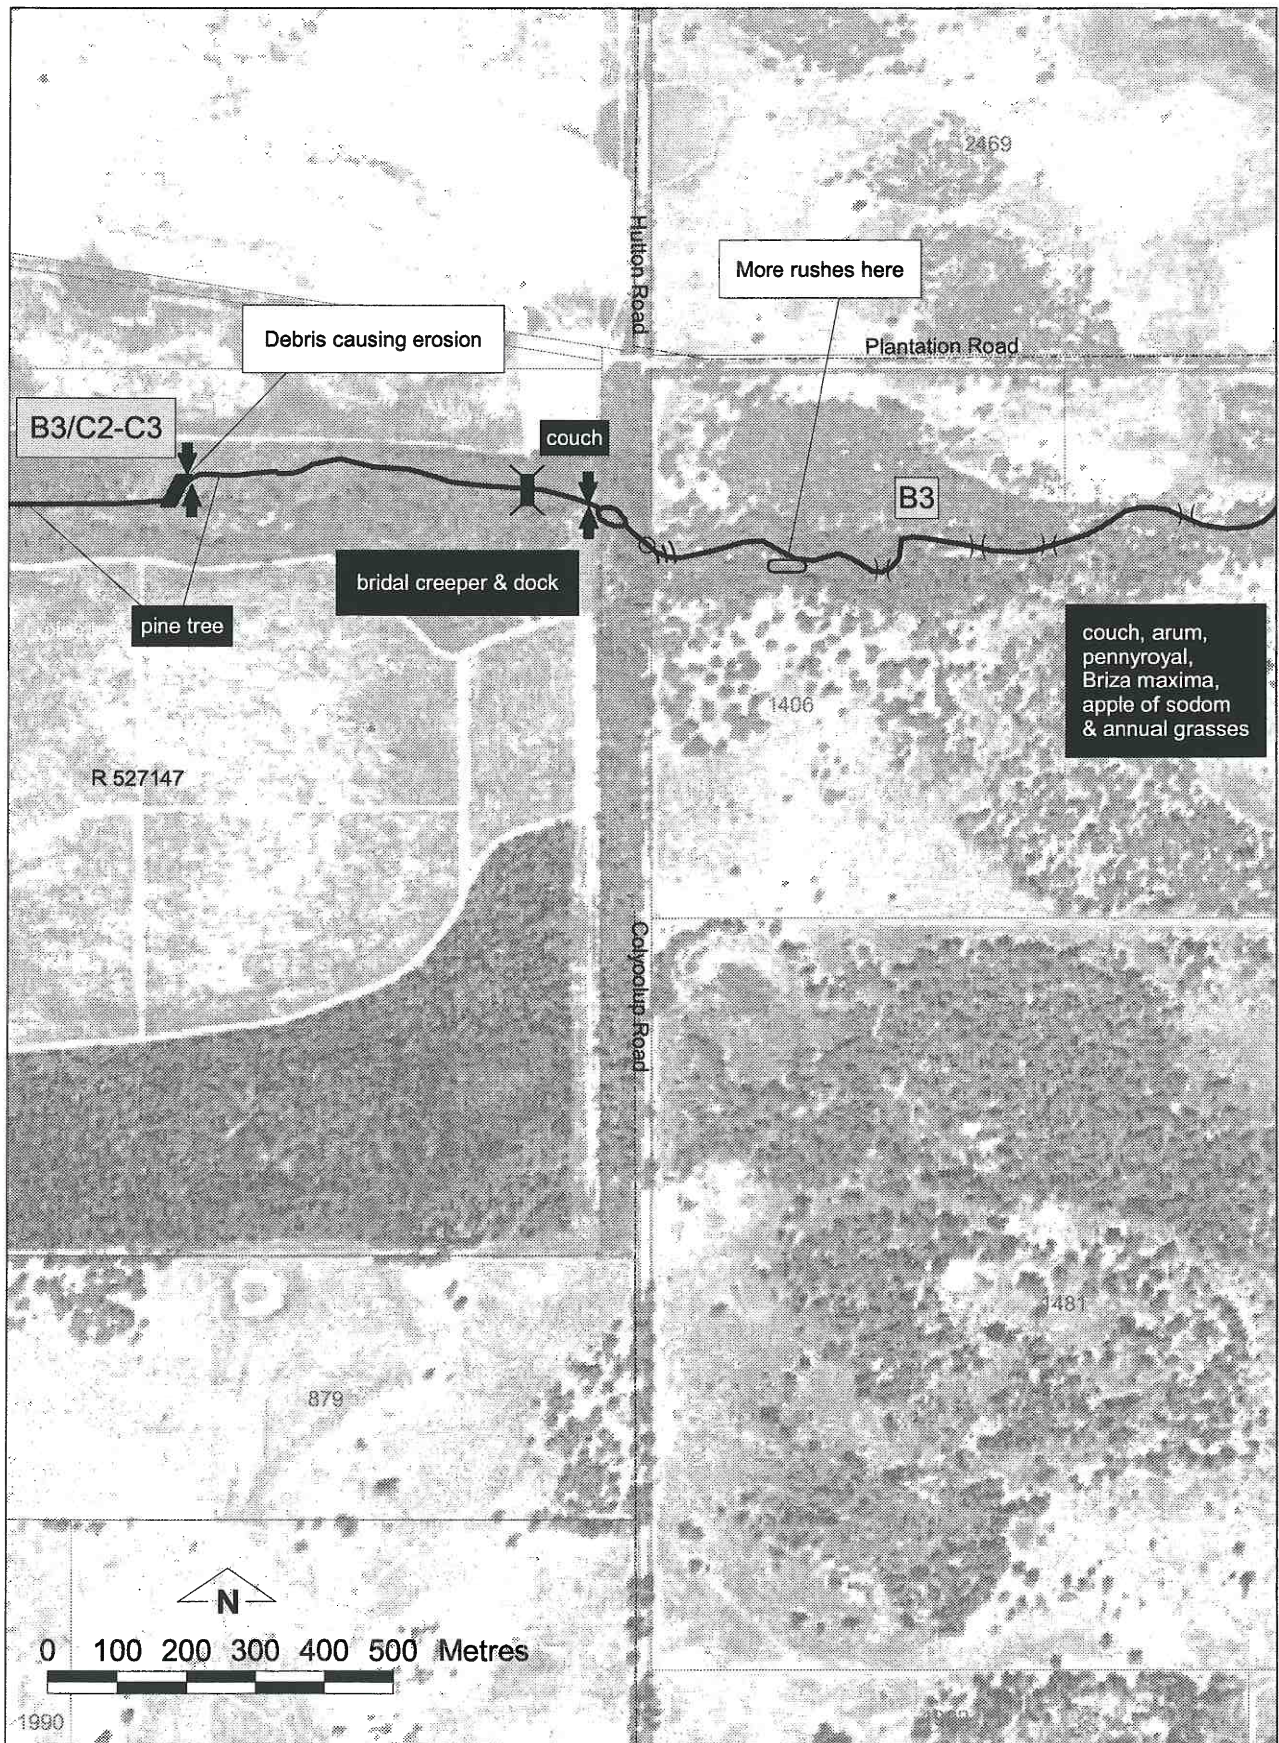 2469
Hutton Road
More rushes here
Debris causing erosion
Plantation Road
B3/C2-C3
couch
B3
bridal creeper & dock
pine tree
couch, arum,
pennyroyal,
Briza maxima,
apple of sodom
& annual grasses
1406
R 527147
Colyoolup Road
1481
879
N
0 100 200 300 400 500 Metres
1990